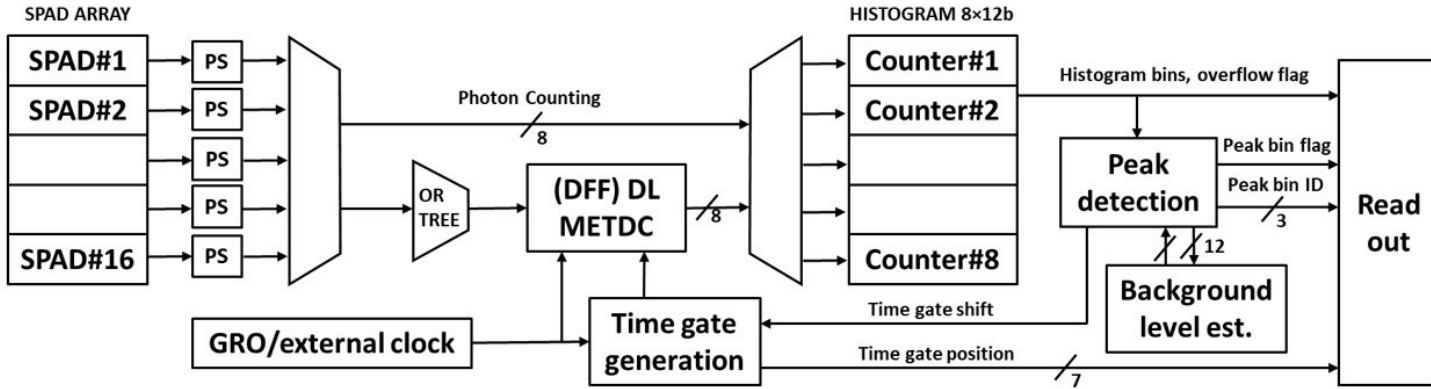 SPAD ARRAY
HISTOGRAM 8×12b
SPAD#1
PS
Counter#1
SPAD#2
PS
Photon Counting
8
Counter#2
Histogram bins, overflow flag
PS
OR
TREE
(DFF) DL
METDC
8
Peak
detection
Peak bin flag
Peak bin ID
3
PS
Read
out
SPAD#16
PS
Counter#8
12
Background
level est.
GRO/external clock
Time gate
generation
Time gate shift
Time gate position
7